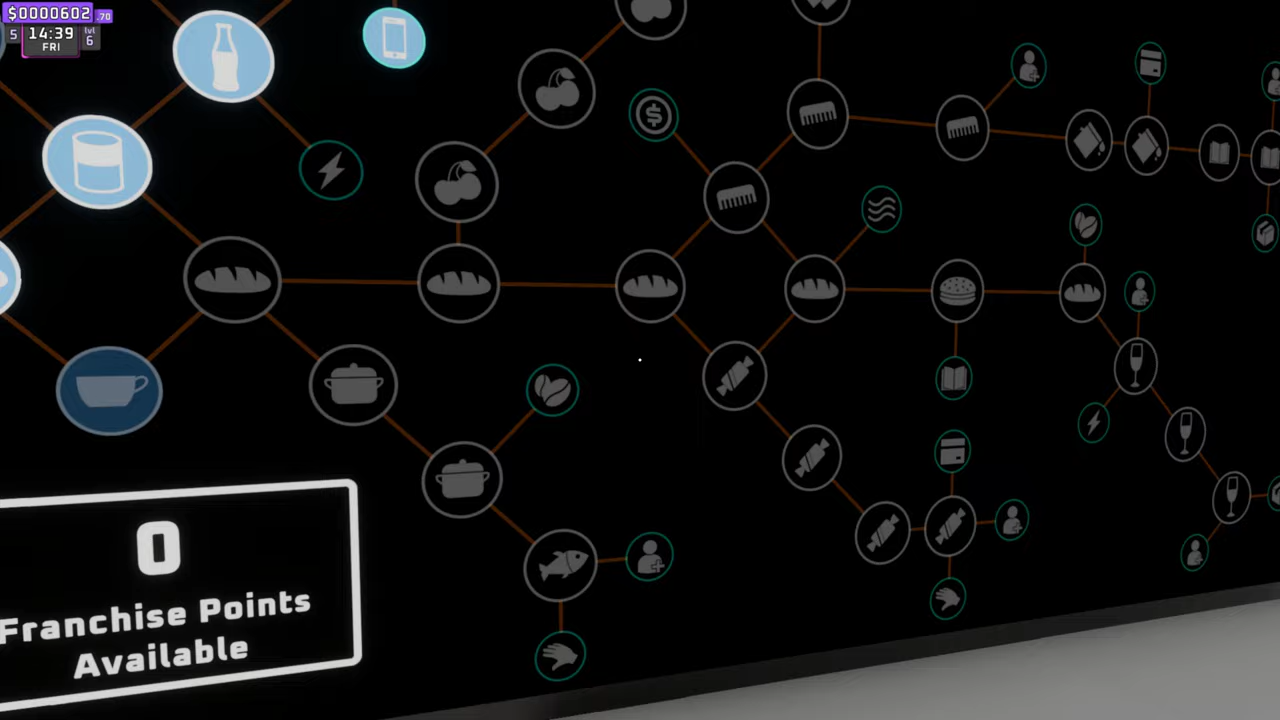 $0000602 .70
5 14:39 lvl
FRI 6
0
Franchise Points
Available